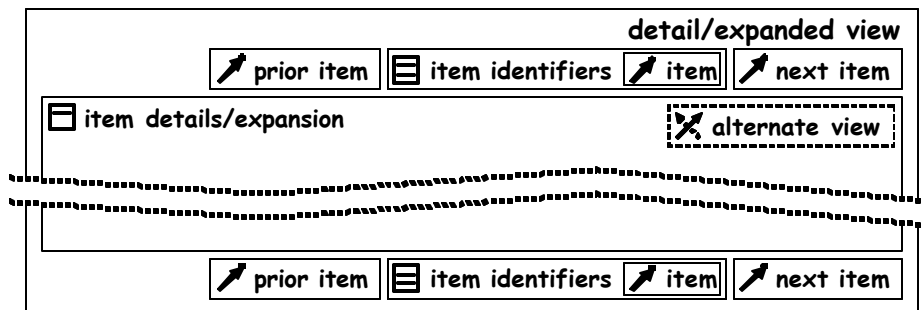 detail/expanded view
prior item item identifiers item next item
item details/expansion alternate view
prior item item identifiers item next item